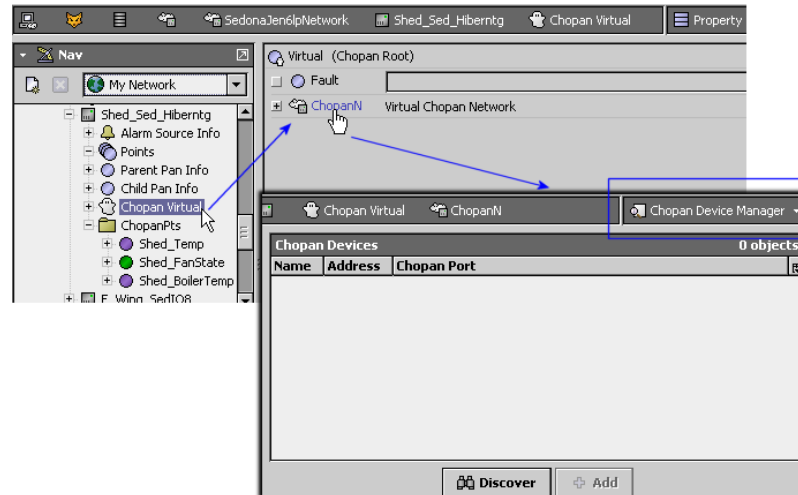 SedonaJen6lpNetwork Shed_Sed_Hiberntg Chopan Virtual Property
Nav
My Network
Shed_Sed_Hiberntg
Alarm Source Info
Points
Parent Pan Info
Child Pan Info
Chopan Virtual
ChopanPts
Shed_Temp
Shed_FanState
Shed_BoilerTemp
E_Wing_SedIO8
Virtual (Chopan Root)
Fault
ChopanN Virtual Chopan Network
Chopan Virtual ChopanN Chopan Device Manager
Chopan Devices 0 objects
Name Address Chopan Port
Discover Add